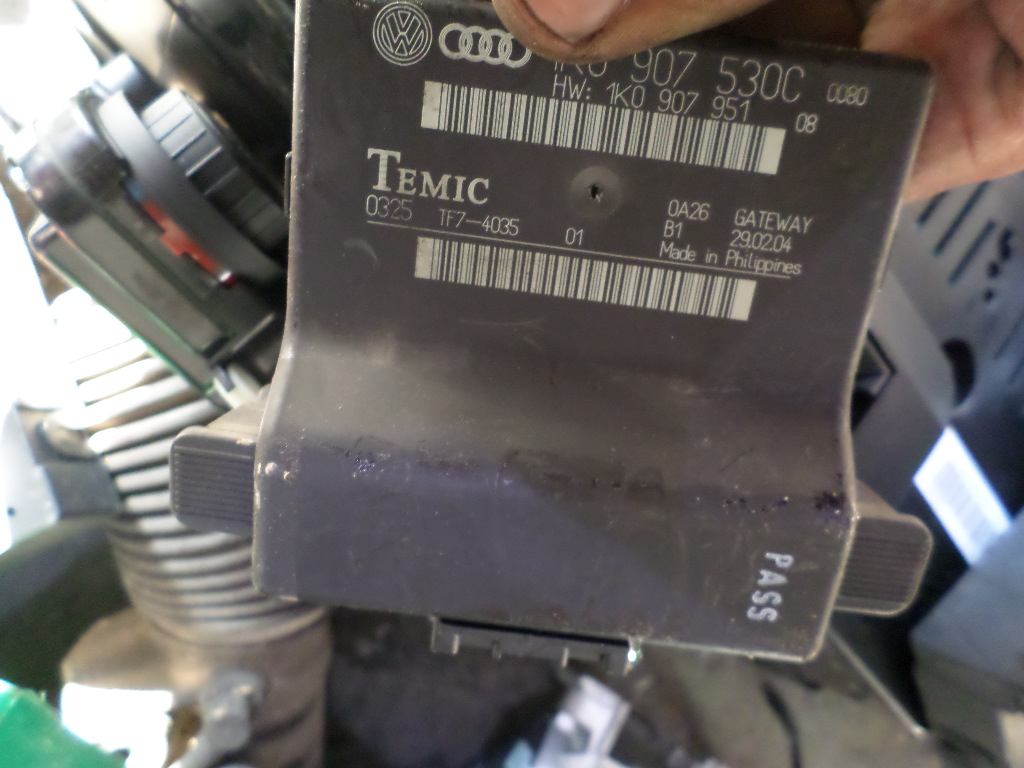 1K0 907 530C 0080
HW: 1K0 907 951 08
TEMIC
0325 TF7-4035 01 0A26 GATEWAY
B1 29.02.04
Made in Philippines
PASS